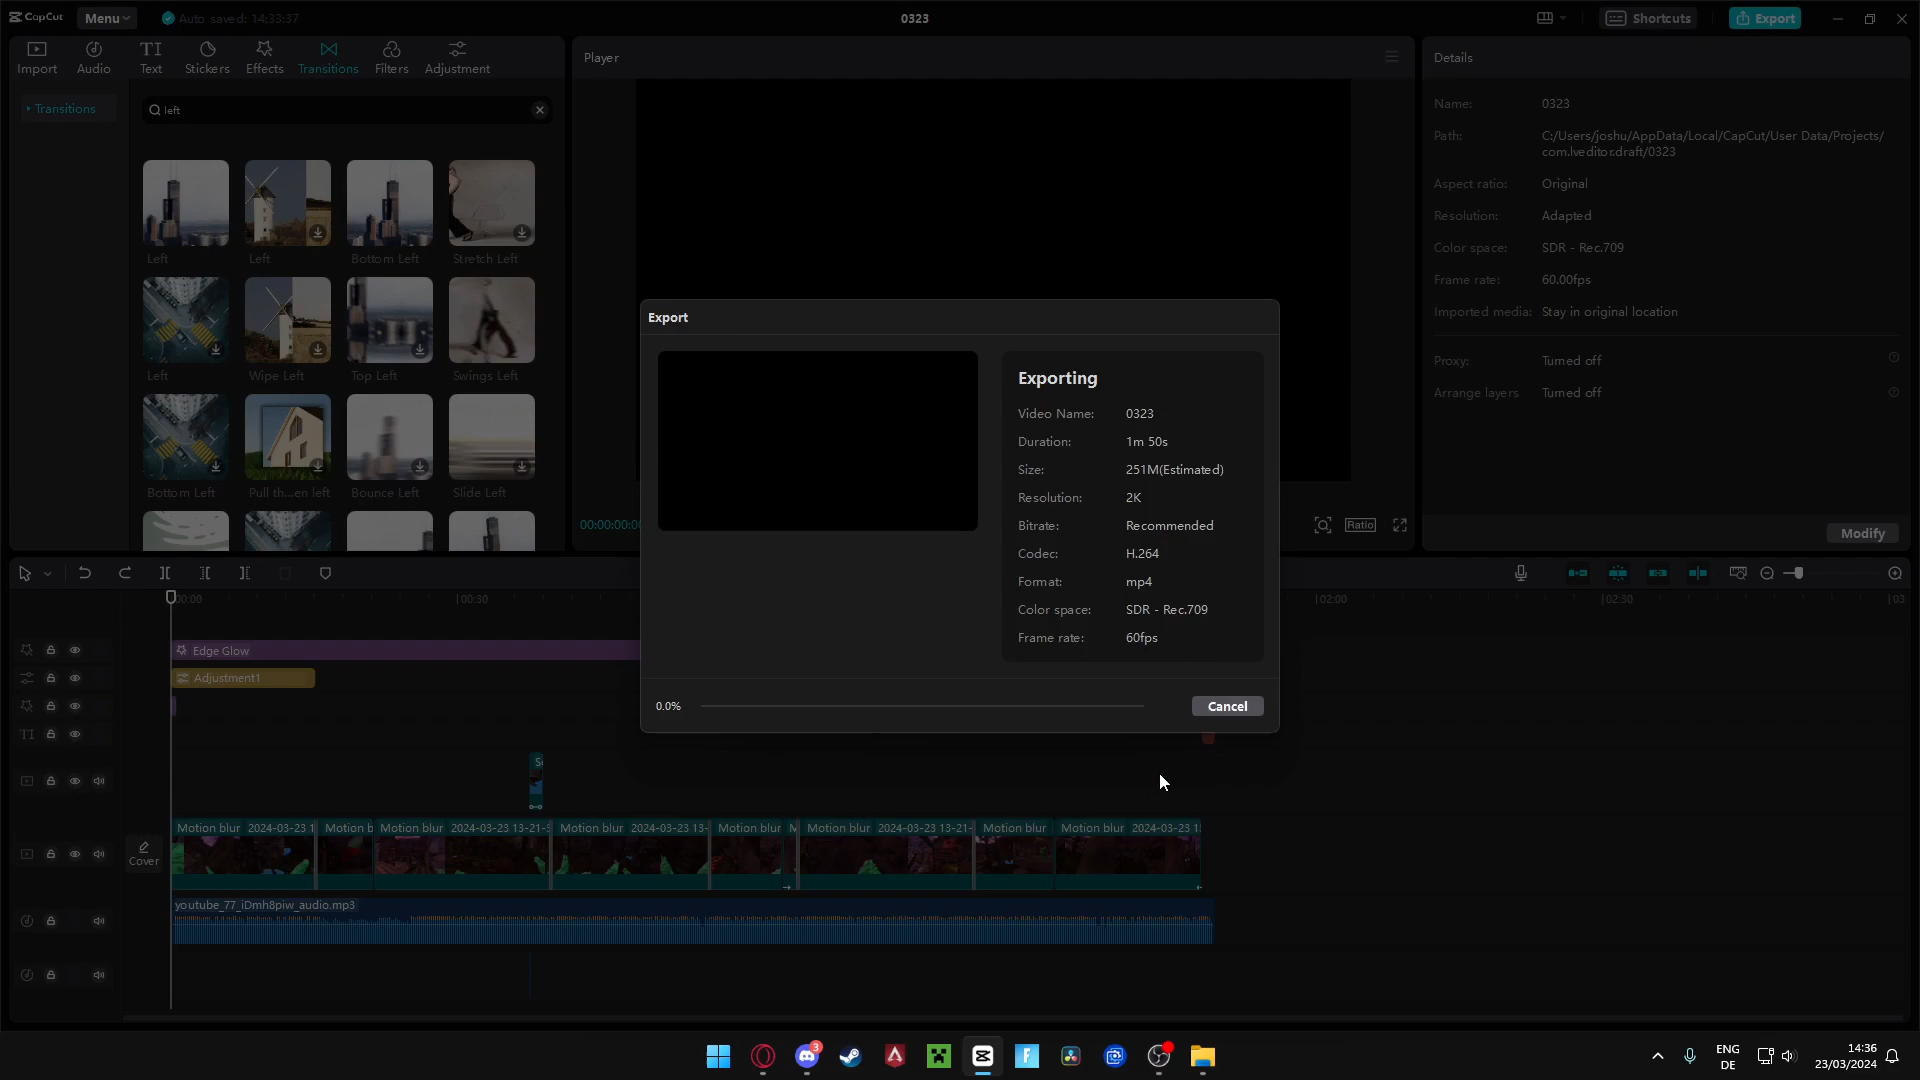 CapCut
Menu
Auto saved: 14:33:37
0323
Shortcuts
Export
Import
Audio
Text
Stickers
Effects
Transitions
Filters
Adjustment
Transitions
left
Left
Left
Bottom Left
Stretch Left
Left
Wipe Left
Top Left
Swings Left
Bottom Left
Pull th...en left
Bounce Left
Slide Left
Player
00:00:00:0
Ratio
Details
Name: 0323
Path: C:/Users/joshu/AppData/Local/CapCut/User Data/Projects/
com.lveditor.draft/0323
Aspect ratio: Original
Resolution: Adapted
Color space: SDR - Rec.709
Frame rate: 60.00fps
Imported media: Stay in original location
Proxy: Turned off
Arrange layers Turned off
Modify
Export
Exporting
Video Name: 0323
Duration: 1m 50s
Size: 251M(Estimated)
Resolution: 2K
Bitrate: Recommended
Codec: H.264
Format: mp4
Color space: SDR - Rec.709
Frame rate: 60fps
0.0%
Cancel
00:00
00:30
02:00
02:30
03
Edge Glow
Adjustment1
TI
Cover
Motion blur 2024-03-23 1
Motion b
Motion blur 2024-03-23 13-21-5
Motion blur 2024-03-23 13-
Motion blur
M
Motion blur 2024-03-23 13-21-
Motion blur
Motion blur 2024-03-23 1
youtube_77_iDmh8piw_audio.mp3
3
ENG
DE
14:36
23/03/2024